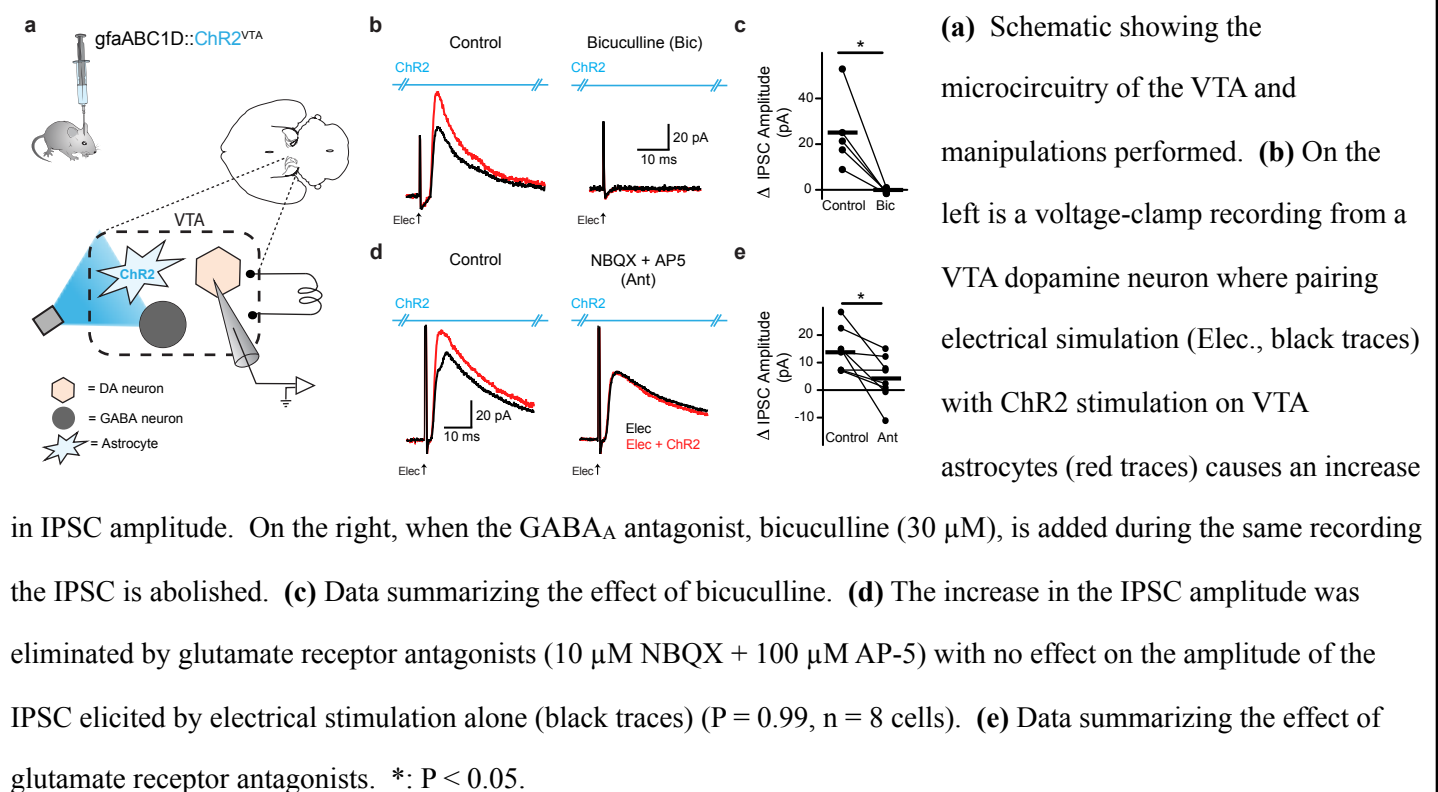 a
gfaABC1D::ChR2VTA
VTA
ChR2
= DA neuron
= GABA neuron
= Astrocyte
b
Control
Bicuculline (Bic)
ChR2
ChR2
20 pA
10 ms
Elec↑
Elec↑
c
*
Δ IPSC Amplitude
(pA)
40
20
0
Control Bic
d
Control
NBQX + AP5
(Ant)
ChR2
ChR2
20 pA
10 ms
Elec
Elec + ChR2
Elec↑
Elec↑
e
*
Δ IPSC Amplitude
(pA)
20
10
0
-10
Control Ant
(a) Schematic showing the
microcircuitry of the VTA and
manipulations performed. (b) On the
left is a voltage-clamp recording from a
VTA dopamine neuron where pairing
electrical simulation (Elec., black traces)
with ChR2 stimulation on VTA
astrocytes (red traces) causes an increase
in IPSC amplitude. On the right, when the GABAA antagonist, bicuculline (30 µM), is added during the same recording
the IPSC is abolished. (c) Data summarizing the effect of bicuculline. (d) The increase in the IPSC amplitude was
eliminated by glutamate receptor antagonists (10 µM NBQX + 100 µM AP-5) with no effect on the amplitude of the
IPSC elicited by electrical stimulation alone (black traces) (P = 0.99, n = 8 cells). (e) Data summarizing the effect of
glutamate receptor antagonists. *: P < 0.05.